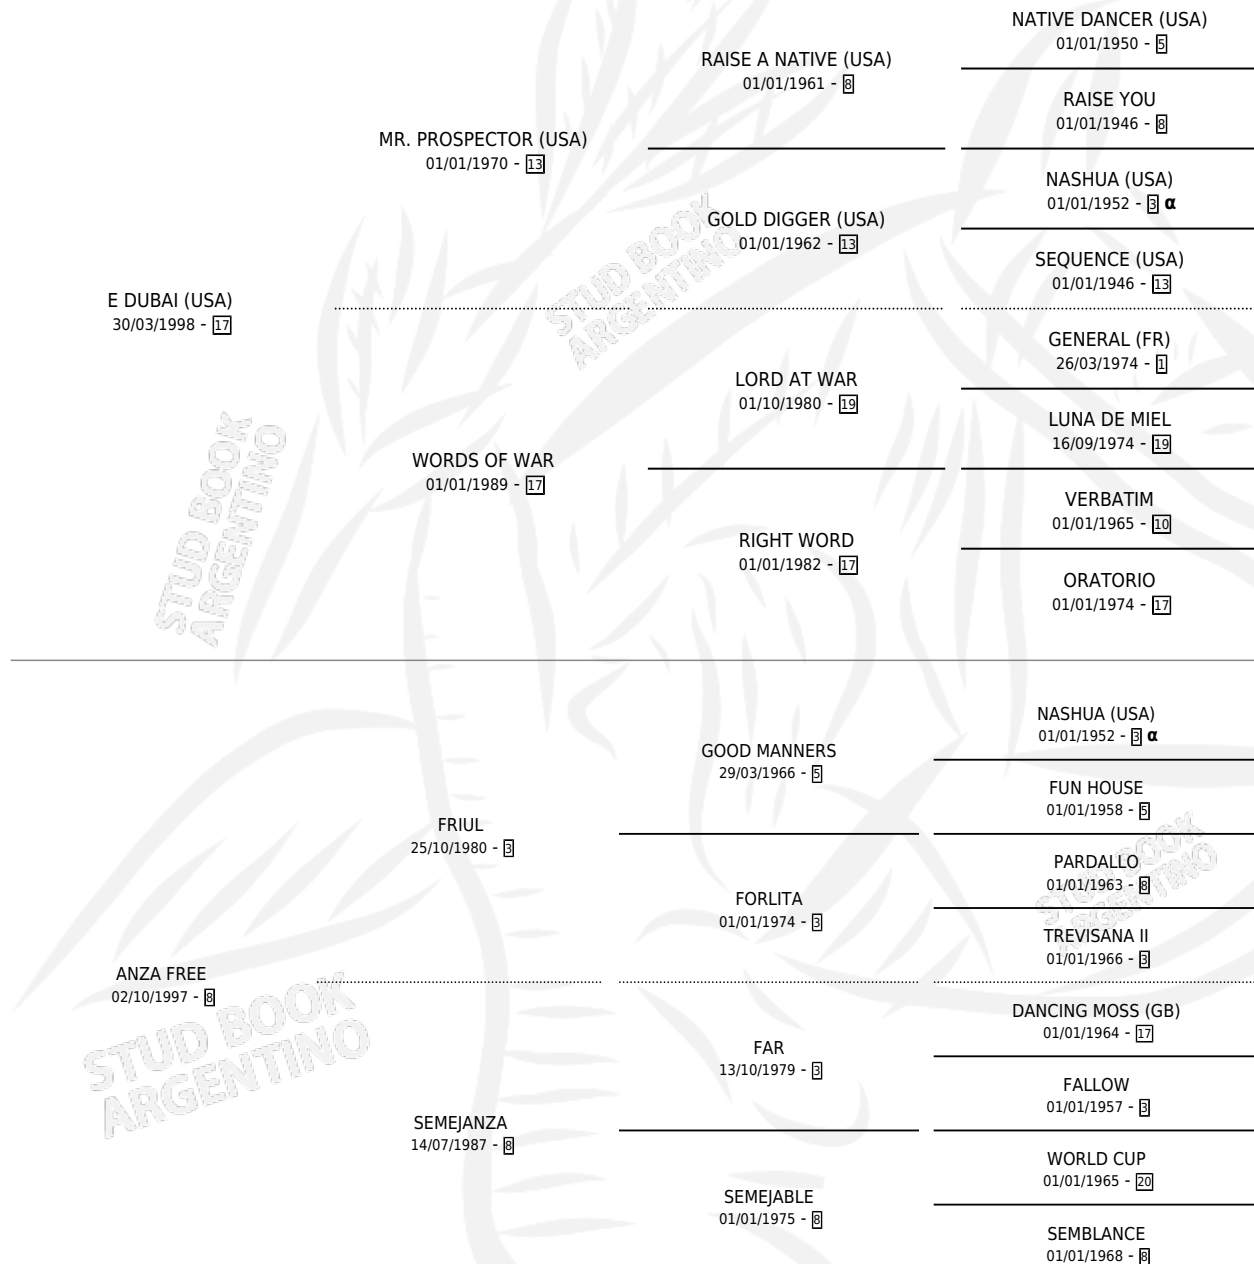 NATIVE DANCER (USA)
01/01/1950 - 5
RAISE A NATIVE (USA)
01/01/1961 - 8
RAISE YOU
01/01/1946 - 8
MR. PROSPECTOR (USA)
01/01/1970 - 13
NASHUA (USA)
01/01/1952 - 3 α
GOLD DIGGER (USA)
01/01/1962 - 13
SEQUENCE (USA)
01/01/1946 - 13
E DUBAI (USA)
30/03/1998 - 17
GENERAL (FR)
26/03/1974 - 1
LORD AT WAR
01/10/1980 - 19
LUNA DE MIEL
16/09/1974 - 19
WORDS OF WAR
01/01/1989 - 17
VERBATIM
01/01/1965 - 10
RIGHT WORD
01/01/1982 - 17
ORATORIO
01/01/1974 - 17
NASHUA (USA)
01/01/1952 - 3 α
GOOD MANNERS
29/03/1966 - 5
FUN HOUSE
01/01/1958 - 5
FRIUL
25/10/1980 - 3
PARDALLO
01/01/1963 - 8
FORLITA
01/01/1974 - 3
TREVISANA II
01/01/1966 - 3
ANZA FREE
02/10/1997 - 8
DANCING MOSS (GB)
01/01/1964 - 17
FAR
13/10/1979 - 3
FALLOW
01/01/1957 - 3
SEMEJANZA
14/07/1987 - 8
WORLD CUP
01/01/1965 - 20
SEMEJABLE
01/01/1975 - 8
SEMBLANCE
01/01/1968 - 8
STUD BOOK
ARGENTINO
STUD BOOK
ARGENTINO
STUD BOOK
ARGENTINO
STUD BOOK
ARGENTINO